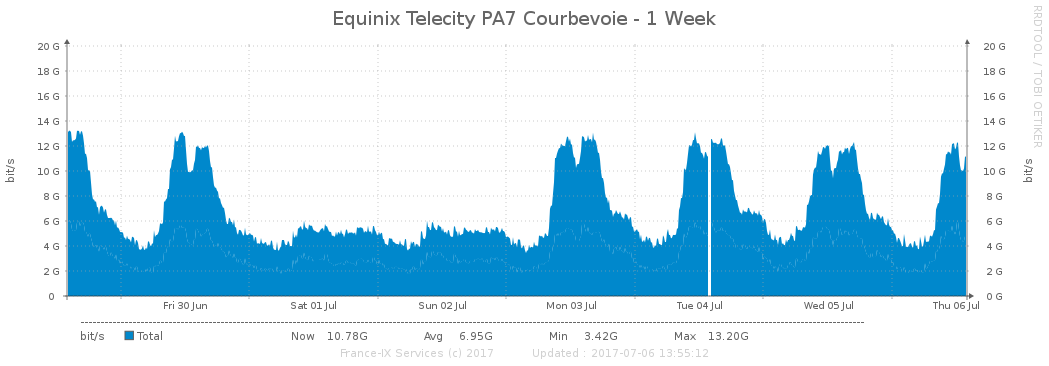 Equinix Telecity PA7 Courbevoie - 1 Week
RRDTOOL / TOBI OETIKER
bit/s
20 G
18 G
16 G
14 G
12 G
10 G
8 G
6 G
4 G
2 G
0
20 G
18 G
16 G
14 G
12 G
10 G
8 G
6 G
4 G
2 G
0 G
bit/s
Fri 30 Jun Sat 01 Jul Sun 02 Jul Mon 03 Jul Tue 04 Jul Wed 05 Jul Thu 06 Jul
bit/s Total Now 10.78G Avg 6.95G Min 3.42G Max 13.20G
France-IX Services (c) 2017 Updated : 2017-07-06 13:55:12